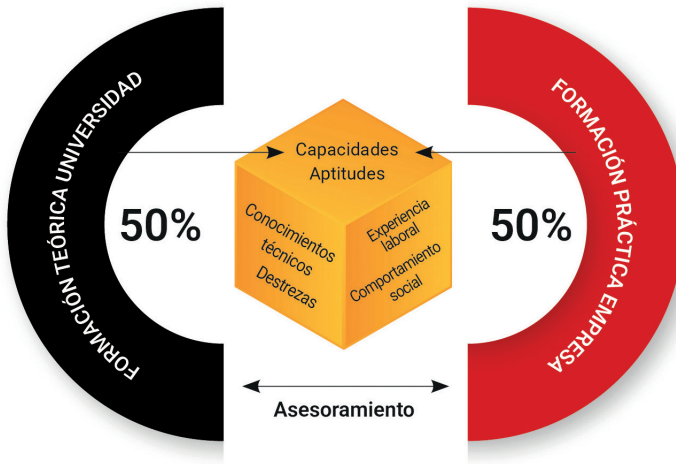 FORMACIÓN TEÓRICA UNIVERSIDAD
50%
Capacidades
Aptitudes
Conocimientos
técnicos
Destrezas
Experiencia
laboral
Comportamiento
social
50%
FORMACIÓN PRÁCTICA EMPRESA
Asesoramiento